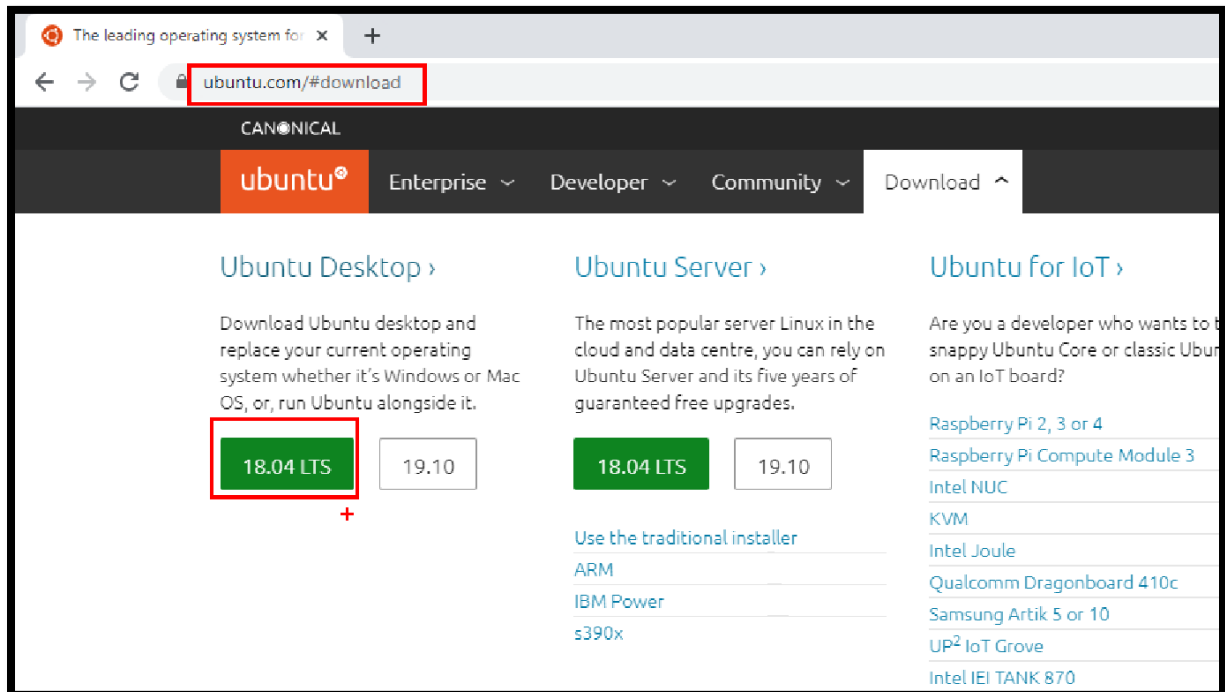 The leading operating system for
ubuntu.com/#download
CANONICAL
ubuntu
Enterprise
Developer
Community
Download
Ubuntu Desktop ›
Download Ubuntu desktop and
replace your current operating
system whether it's Windows or Mac
OS, or, run Ubuntu alongside it.
18.04 LTS
19.10
Ubuntu Server ›
The most popular server Linux in the
cloud and data centre, you can rely on
Ubuntu Server and its five years of
guaranteed free upgrades.
18.04 LTS
19.10
Use the traditional installer
ARM
IBM Power
s390x
Ubuntu for IoT ›
Are you a developer who wants to
snappy Ubuntu Core or classic
on an IoT board?
Raspberry Pi 2, 3 or 4
Raspberry Pi Compute Module 3
Intel NUC
KVM
Intel Joule
Qualcomm Dragonboard 410c
Samsung Artik 5 or 10
UP² IoT Grove
Intel IEI TANK 870